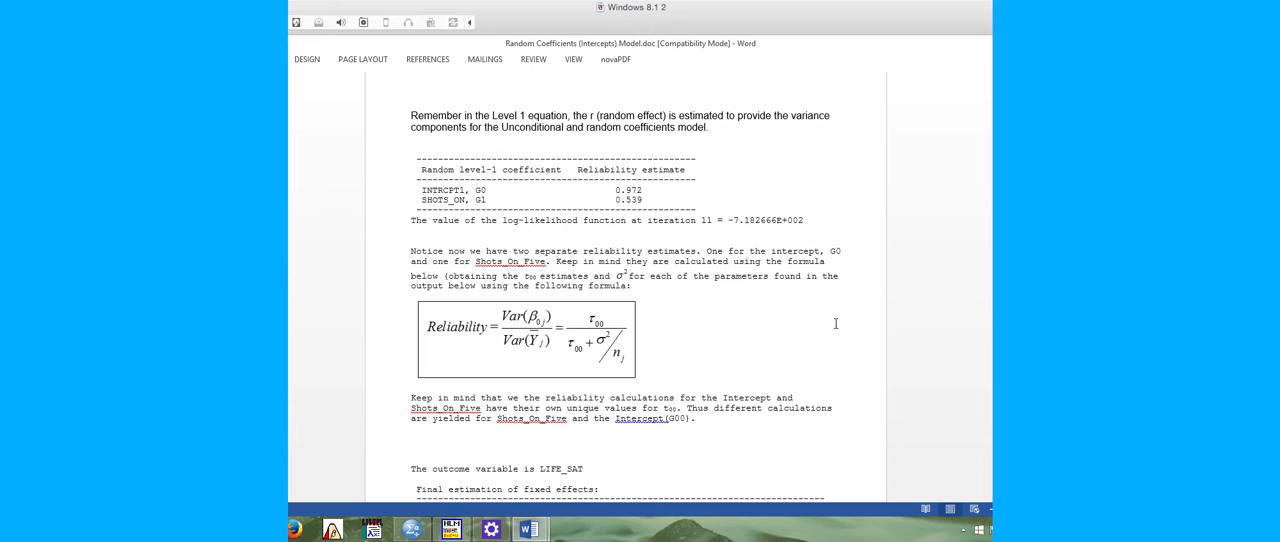 Windows 8.1 2
Random Coefficients (Intercepts) Model.doc [Compatibility Mode] - Word
DESIGN PAGE LAYOUT REFERENCES MAILINGS REVIEW VIEW novaPDF
Remember in the Level 1 equation, the r (random effect) is estimated to provide the variance
components for the Unconditional and random coefficients model.
Random level-1 coefficient Reliability estimate
INTRCPT1, G0 0.972
SHOTS_ON, G1 0.539
The value of the log-likelihood function at iteration 11 = -7.182666E+002
Notice now we have two separate reliability estimates. One for the intercept, G0
and one for Shots_On_Five. Keep in mind they are calculated using the formula
below (obtaining the τ₀₀ estimates and σ² for each of the parameters found in the
output below using the following formula:
Reliability = Var(β₀ⱼ) / Var(Y̅ⱼ) = τ₀₀ / (τ₀₀ + σ²/nⱼ)
Keep in mind that we the reliability calculations for the Intercept and
Shots_On_Five have their own unique values for τ₀₀. Thus different calculations
are yielded for Shots_On_Five and the Intercept(G00).
The outcome variable is LIFE_SAT
Final estimation of fixed effects:
HLM